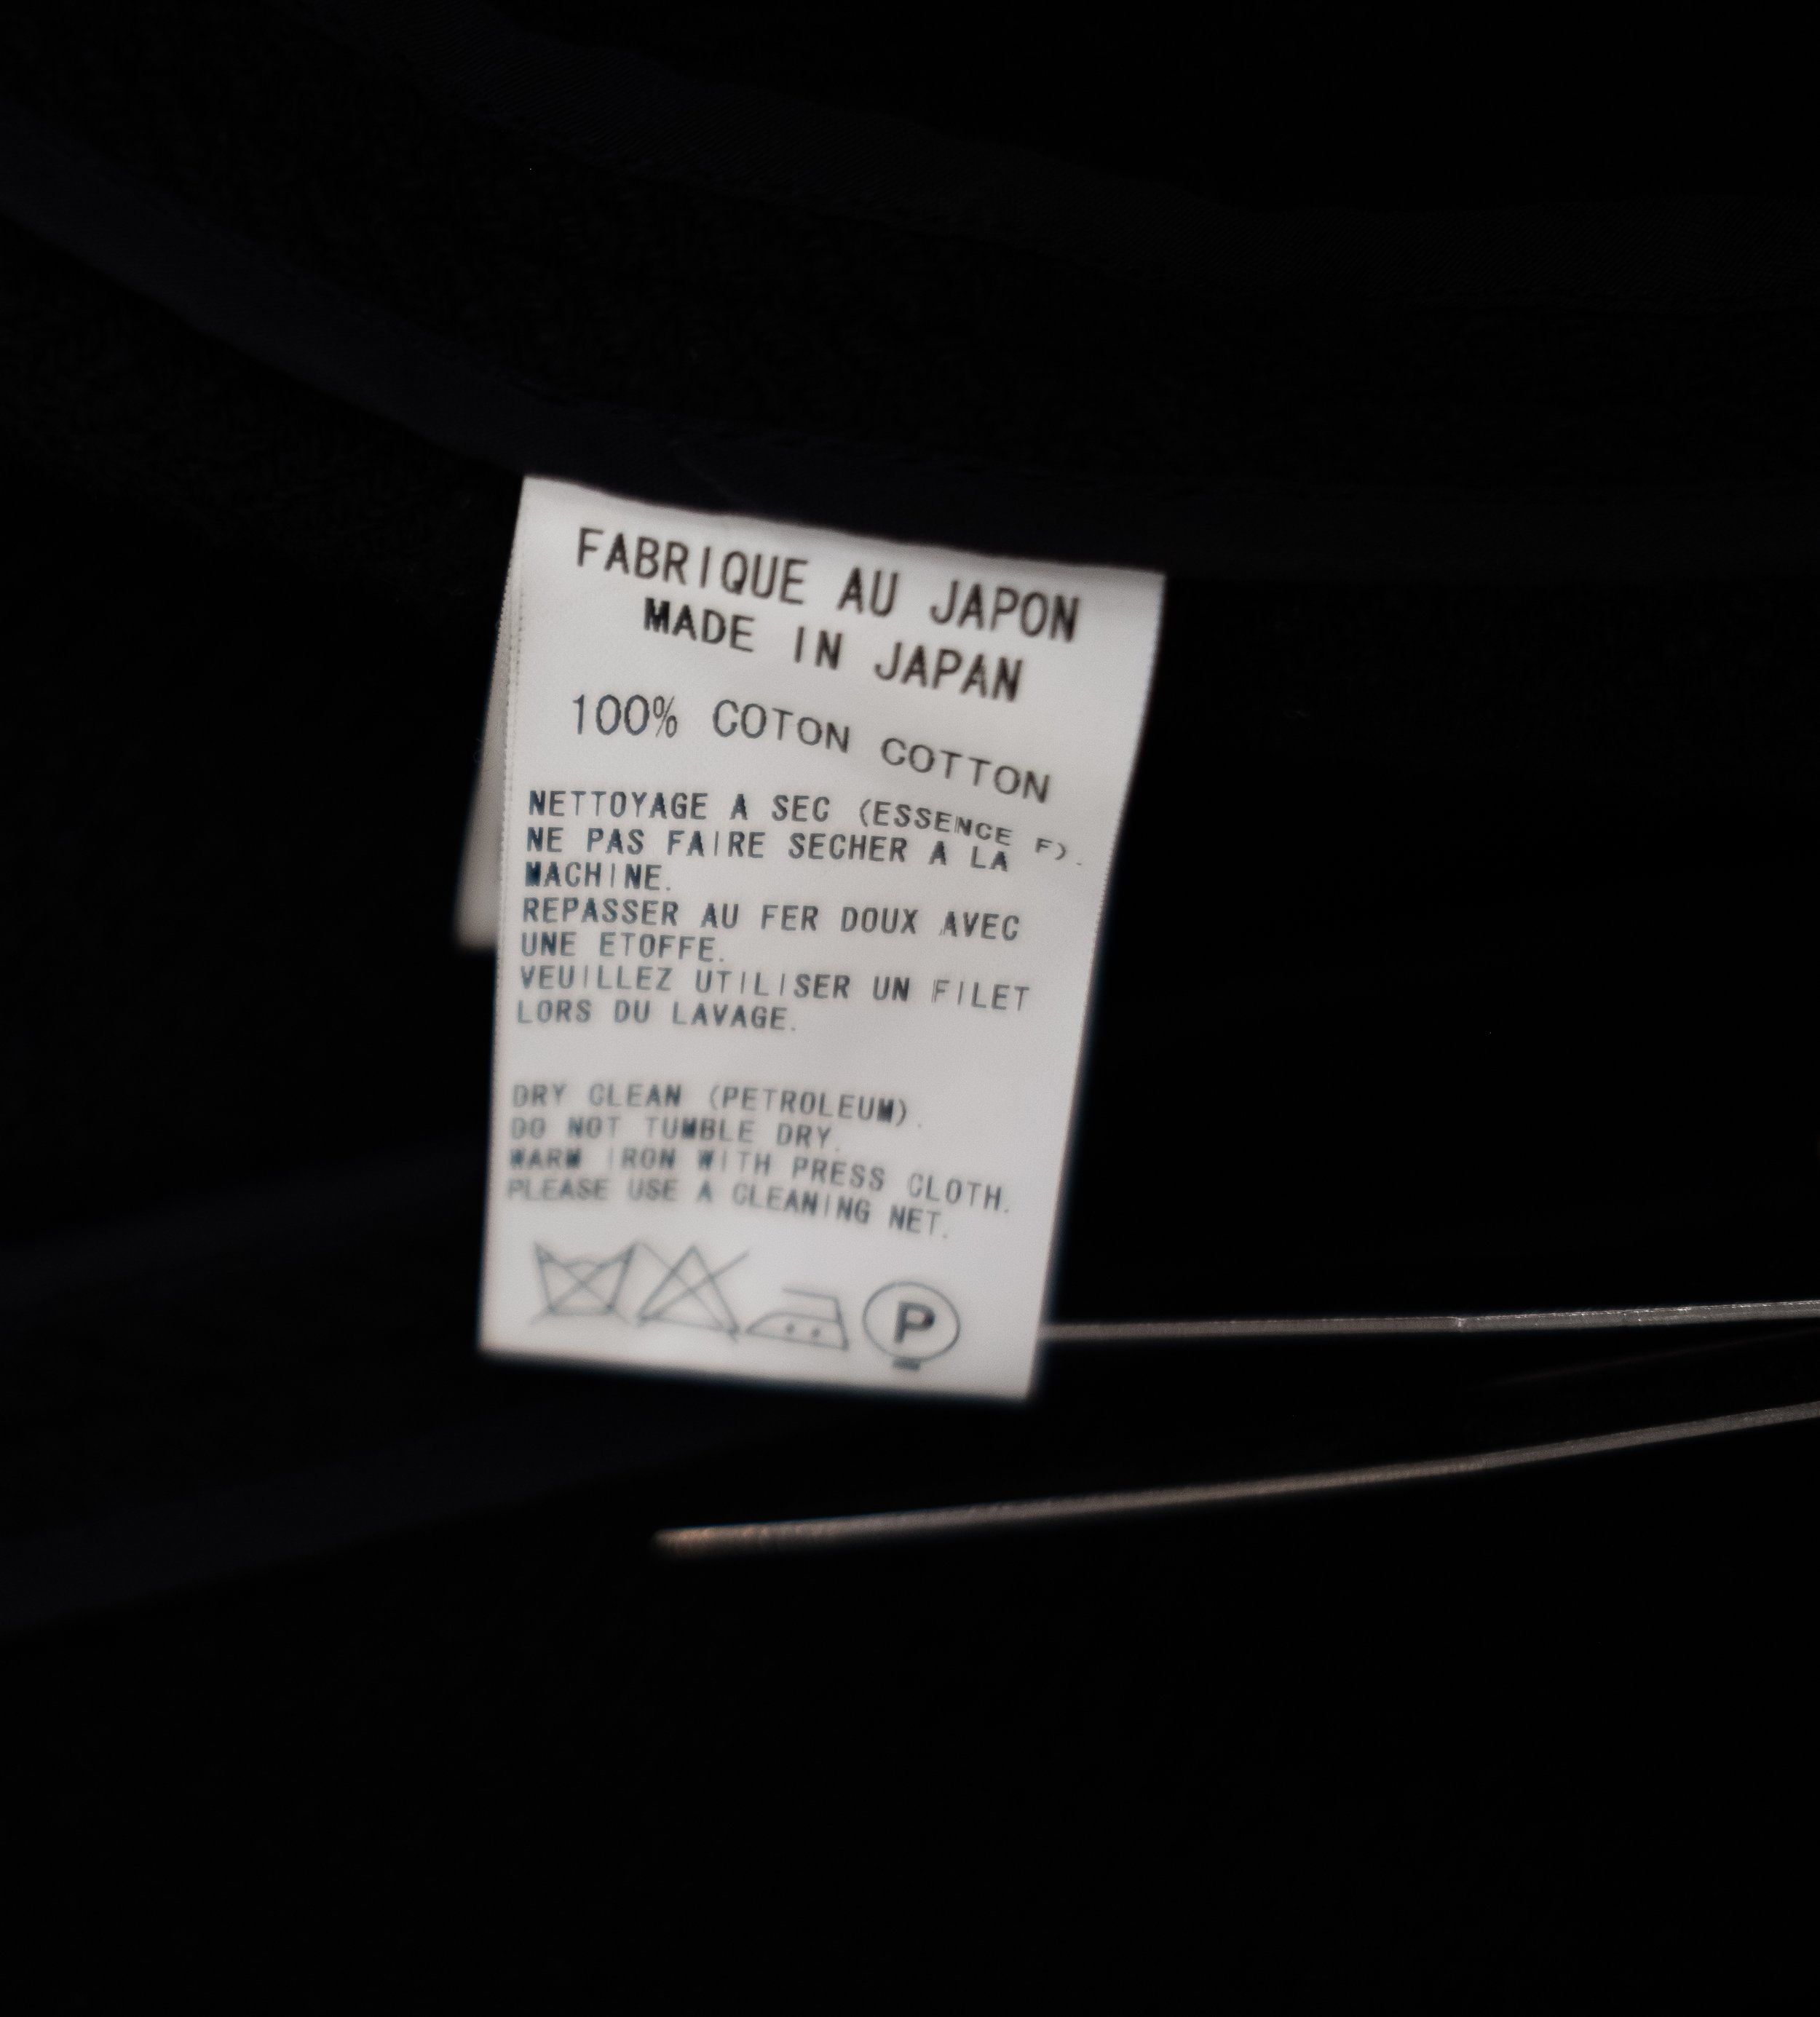 FABRIQUE AU JAPON
MADE IN JAPAN
100% COTON COTTON
NETTOYAGE A SEC (ESSENCE F).
NE PAS FAIRE SECHER A LA
MACHINE.
REPASSER AU FER DOUX AVEC
UNE ETOFFE.
VEUILLEZ UTILISER UN FILET
LORS DU LAVAGE.
DRY CLEAN (PETROLEUM).
DO NOT TUMBLE DRY.
WARM IRON WITH PRESS CLOTH.
PLEASE USE A CLEANING NET.
P